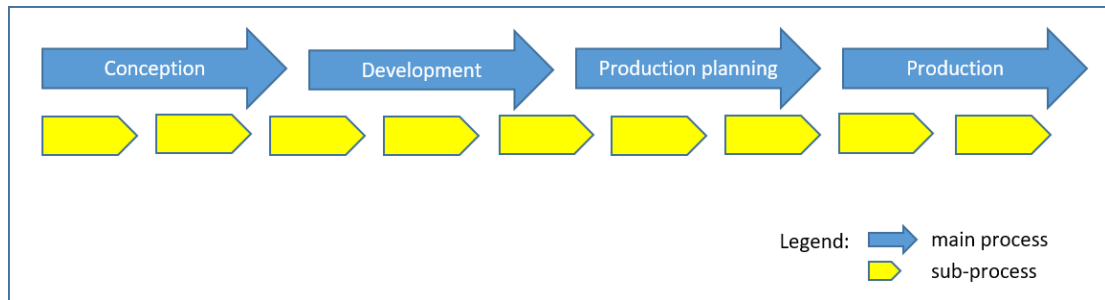 Conception
Development
Production planning
Production
Legend:
main process
sub-process